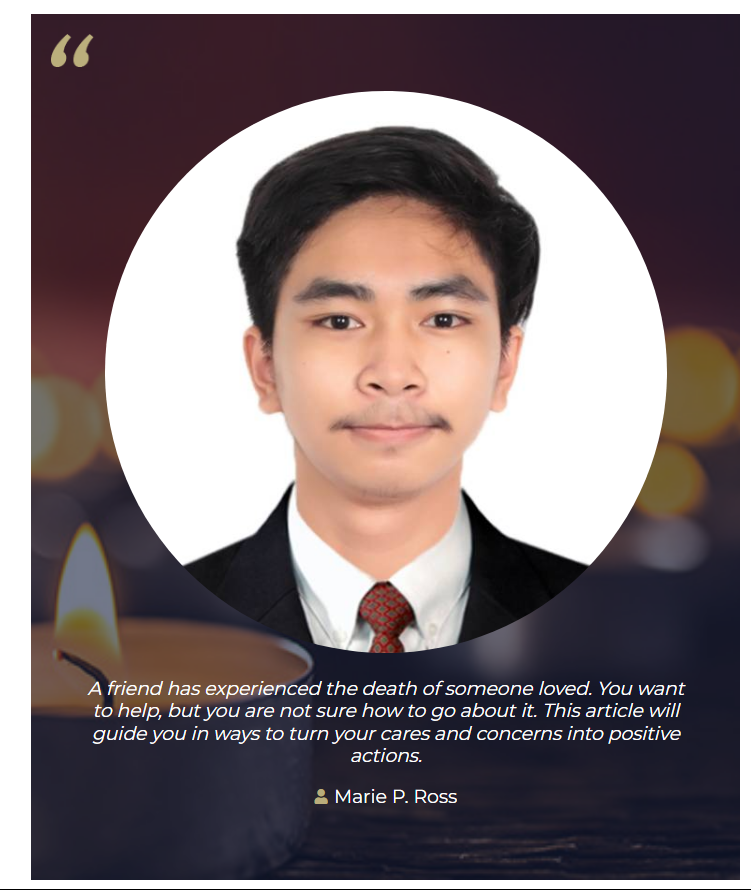 “
A friend has experienced the death of someone loved. You want
to help, but you are not sure how to go about it. This article will
guide you in ways to turn your cares and concerns into positive
actions.
Marie P. Ross